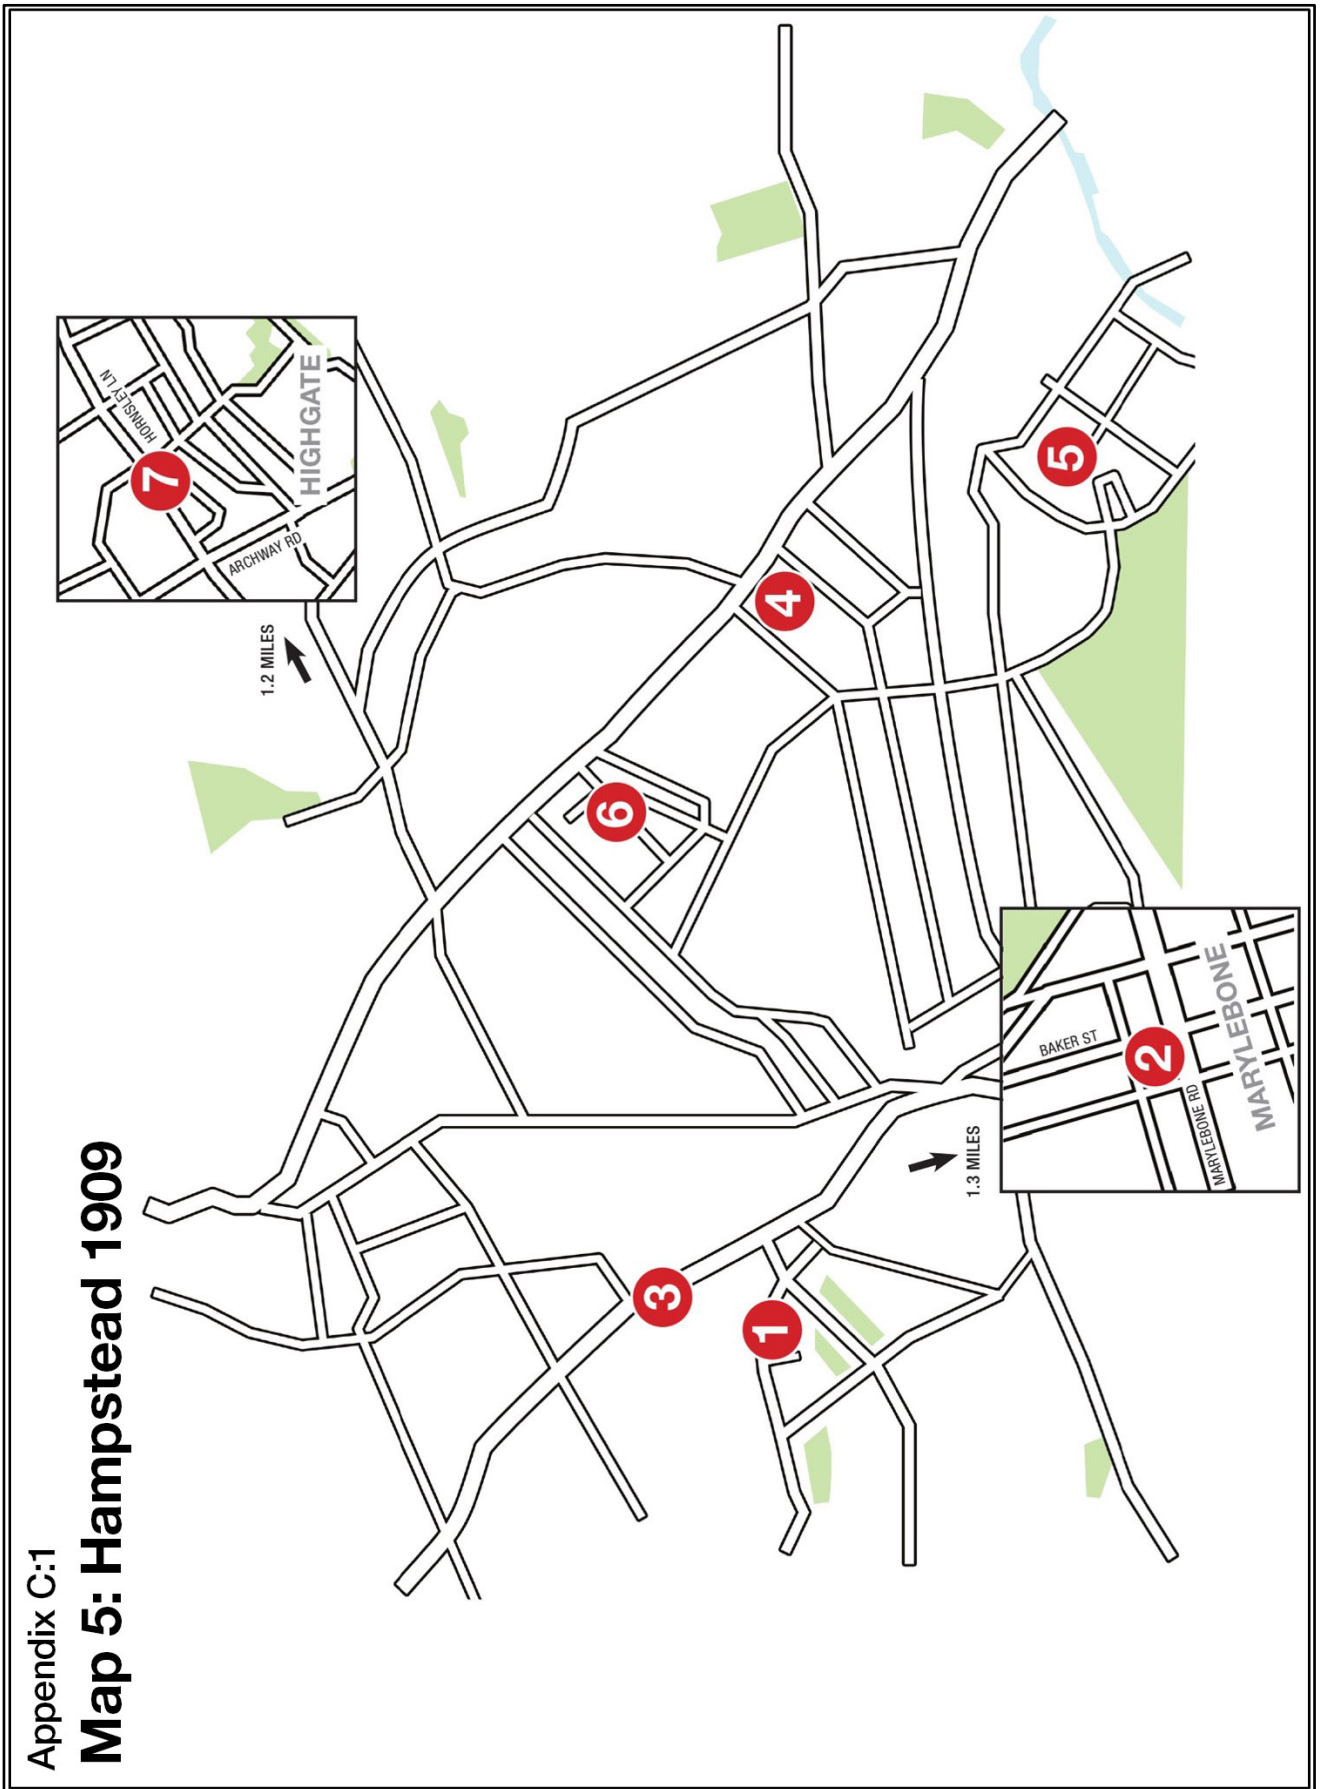 Appendix C:1
Map 5: Hampstead 1909
7
HORNSLEY LN
ARCHWAY RD
HIGHGATE
1.2 MILES
6
4
5
3
1
1.3 MILES
BAKER ST
2
MARYLEBONE RD
MARYLEBONE